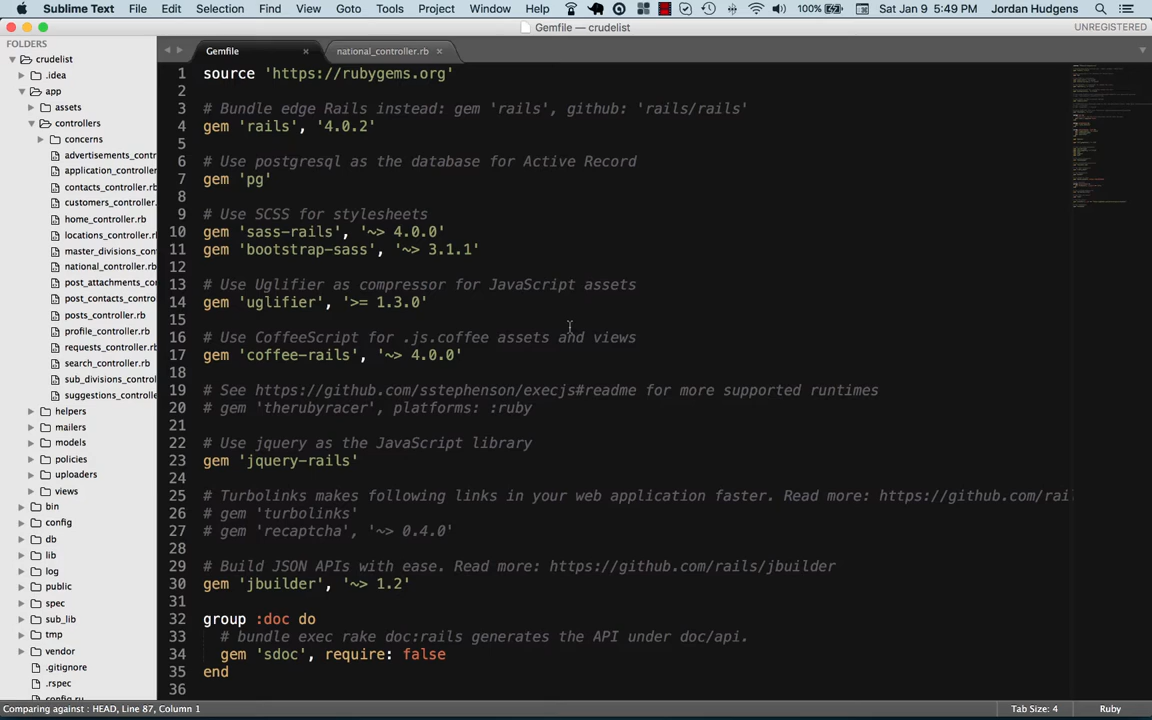 Sublime Text File Edit Selection Find View Goto Tools Project Window Help 100% Sat Jan 9 5:49 PM Jordan Hudgens
Gemfile — crudelist UNREGISTERED
FOLDERS
crudelist
.idea
app
assets
controllers
concerns
advertisements_contr
application_controller
contacts_controller.rb
customers_controller.
home_controller.rb
locations_controller.rb
master_divisions_conti
national_controller.rb
post_attachments_con
post_contacts_contro
posts_controller.rb
profile_controller.rb
requests_controller.rb
search_controller.rb
sub_divisions_controll
suggestions_controlle
helpers
mailers
models
policies
uploaders
views
bin
config
db
lib
log
public
spec
sub_lib
tmp
vendor
.gitignore
.rspec
config.ru
Gemfile × national_controller.rb ×
1 source 'https://rubygems.org'
2
3 # Bundle edge Rails instead: gem 'rails', github: 'rails/rails'
4 gem 'rails', '4.0.2'
5
6 # Use postgresql as the database for Active Record
7 gem 'pg'
8
9 # Use SCSS for stylesheets
10 gem 'sass-rails', '~> 4.0.0'
11 gem 'bootstrap-sass', '~> 3.1.1'
12
13 # Use Uglifier as compressor for JavaScript assets
14 gem 'uglifier', '>= 1.3.0'
15
16 # Use CoffeeScript for .js.coffee assets and views
17 gem 'coffee-rails', '~> 4.0.0'
18
19 # See https://github.com/sstephenson/execjs#readme for more supported runtimes
20 # gem 'therubyracer', platforms: :ruby
21
22 # Use jquery as the JavaScript library
23 gem 'jquery-rails'
24
25 # Turbolinks makes following links in your web application faster. Read more: https://github.com/rail
26 # gem 'turbolinks'
27 # gem 'recaptcha', '~> 0.4.0'
28
29 # Build JSON APIs with ease. Read more: https://github.com/rails/jbuilder
30 gem 'jbuilder', '~> 1.2'
31
32 group :doc do
33 # bundle exec rake doc:rails generates the API under doc/api.
34 gem 'sdoc', require: false
35 end
36
Comparing against : HEAD, Line 87, Column 1 Tab Size: 4 Ruby